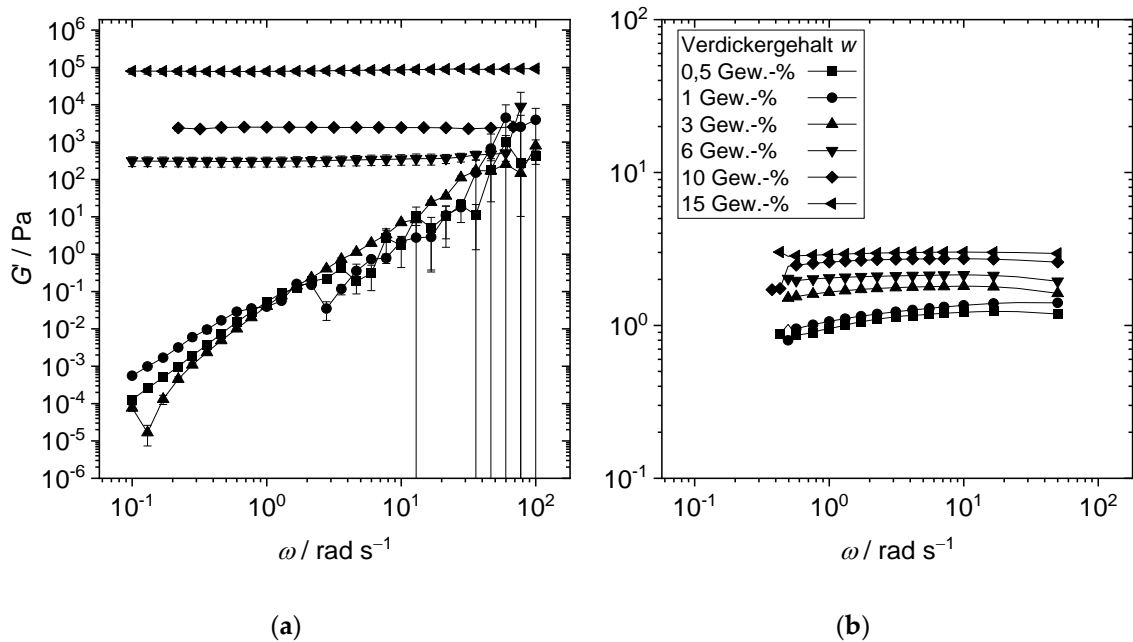 10⁶
10⁵
10⁴
10³
10²
10¹
10⁰
10⁻¹
10⁻²
10⁻³
10⁻⁴
10⁻⁵
10⁻⁶
G' / Pa
10⁻¹ 10⁰ 10¹ 10²
ω / rad s⁻¹
(a)
10²
10¹
10⁰
10⁻¹
Verdickergehalt w
0,5 Gew.-%
1 Gew.-%
3 Gew.-%
6 Gew.-%
10 Gew.-%
15 Gew.-%
10⁻¹ 10⁰ 10¹ 10²
ω / rad s⁻¹
(b)